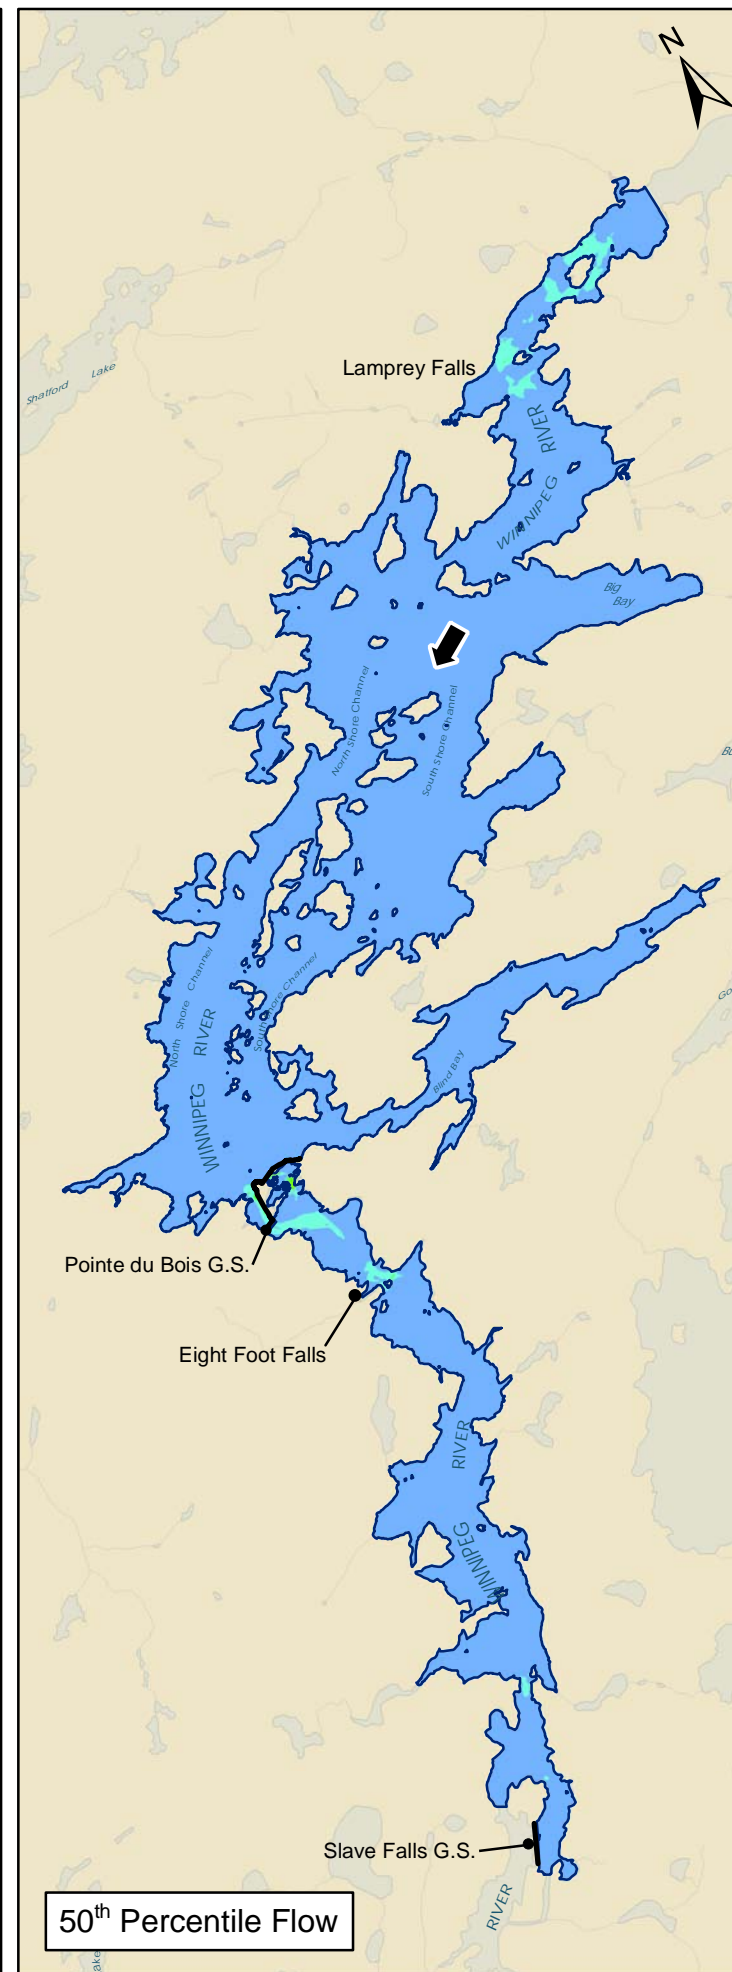 N
Lamprey Falls
Shatford Lake
WINNIPEG RIVER
Big
Bay
North Shore Channel
South Shore Channel
North Shore Channel
South Shore Channel
WINNIPEG RIVER
Blind Bay
Pointe du Bois G.S.
Eight Foot Falls
WINNIPEG RIVER
Slave Falls G.S.
RIVER
50th Percentile Flow